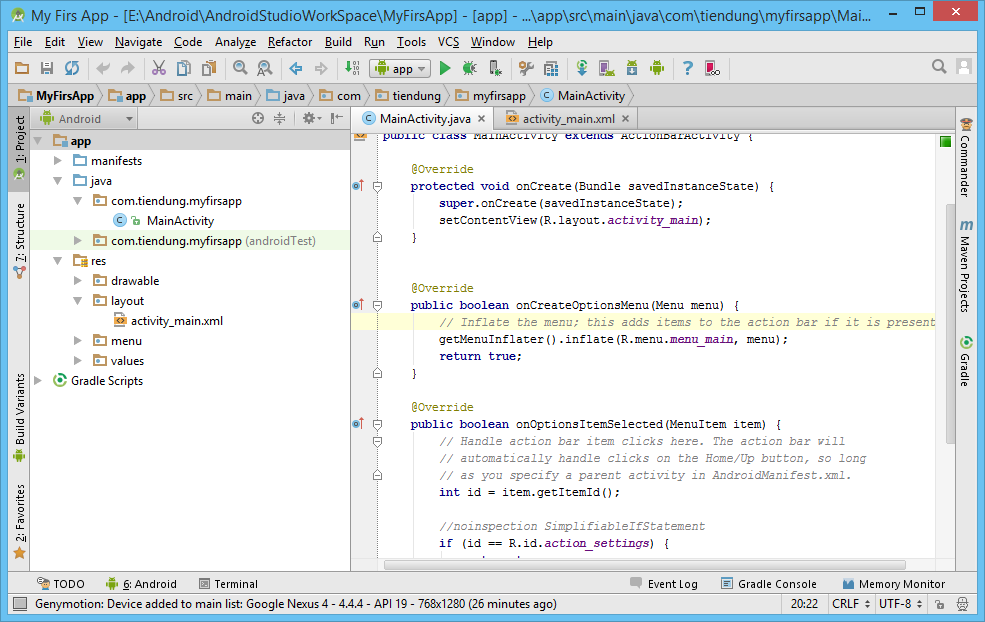 My Firs App - [E:\Android\AndroidStudioWorkSpace\MyFirsApp] - [app] - ...\app\src\main\java\com\tiendung\myfirsapp\Mai...
File Edit View Navigate Code Analyze Refactor Build Run Tools VCS Window Help
app
MyFirsApp app src main java com tiendung myfirsapp MainActivity
1: Project
7: Structure
Build Variants
2: Favorites
Android
app
manifests
java
com.tiendung.myfirsapp
MainActivity
com.tiendung.myfirsapp (androidTest)
res
drawable
layout
activity_main.xml
menu
values
Gradle Scripts
MainActivity.java activity_main.xml
public class MainActivity extends ActionBarActivity {
@Override
protected void onCreate(Bundle savedInstanceState) {
super.onCreate(savedInstanceState);
setContentView(R.layout.activity_main);
}
@Override
public boolean onCreateOptionsMenu(Menu menu) {
// Inflate the menu; this adds items to the action bar if it is present
getMenuInflater().inflate(R.menu.menu_main, menu);
return true;
}
@Override
public boolean onOptionsItemSelected(MenuItem item) {
// Handle action bar item clicks here. The action bar will
// automatically handle clicks on the Home/Up button, so long
// as you specify a parent activity in AndroidManifest.xml.
int id = item.getItemId();
//noinspection SimplifiableIfStatement
if (id == R.id.action_settings) {
Commander
Maven Projects
Gradle
TODO 6: Android Terminal Event Log Gradle Console Memory Monitor
Genymotion: Device added to main list: Google Nexus 4 - 4.4.4 - API 19 - 768x1280 (26 minutes ago) 20:22 CRLF UTF-8